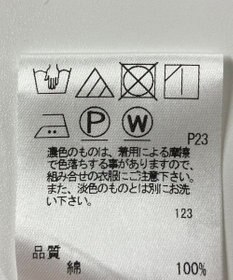 P
W
P23
濃色のものは、着用による摩擦
で色落ちする事がありますので、
組み合せの衣服にご注意下さい。
また、淡色のものとは別にお洗
い下さい。
123
品質
綿 100%